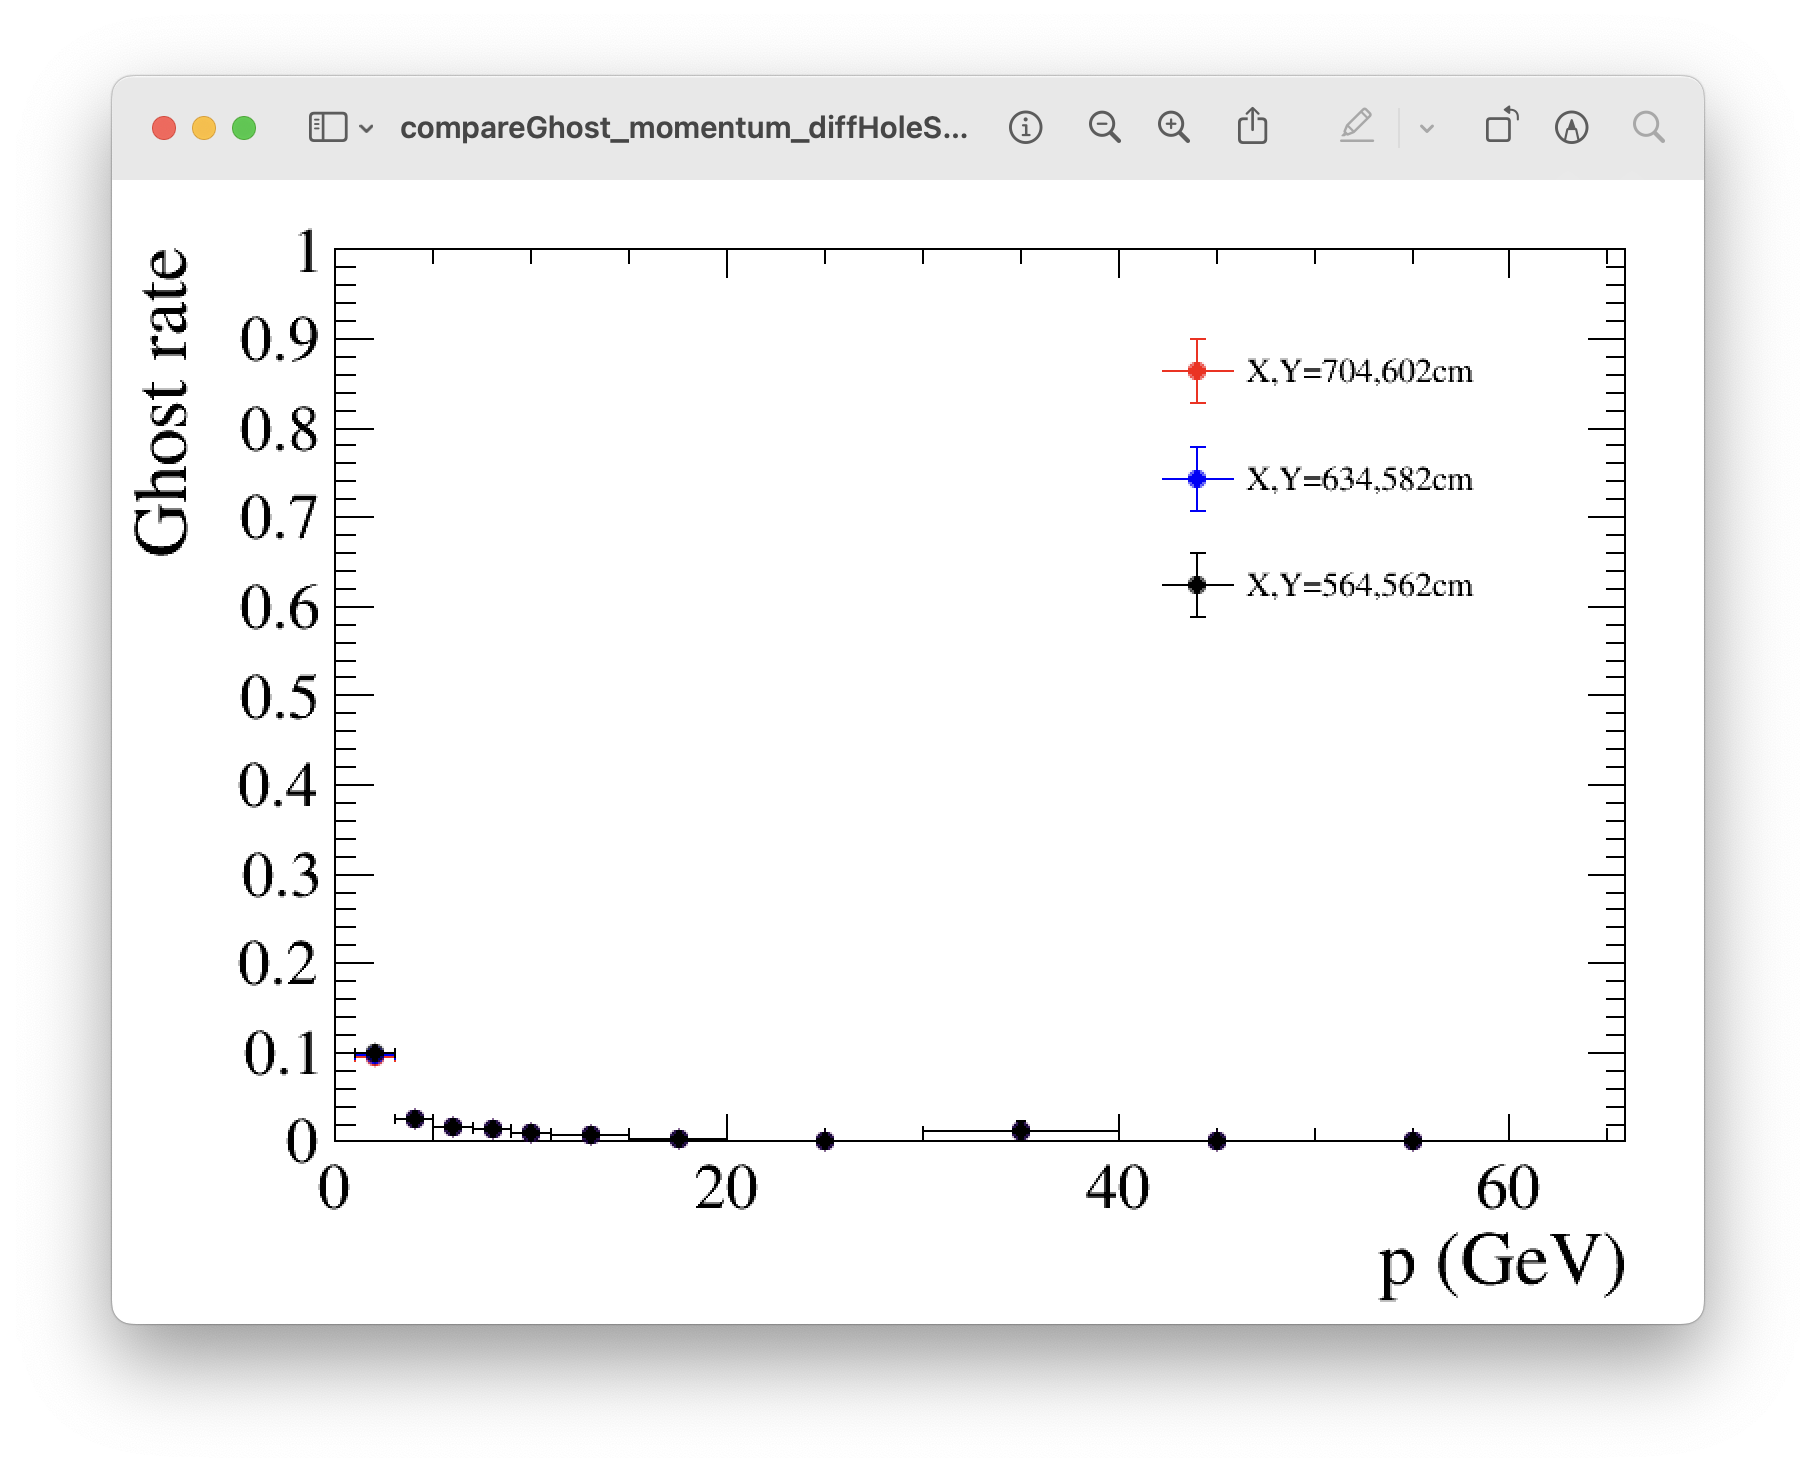 compareGhost_momentum_diffHoleS...
Ghost rate
1
0.9
0.8
0.7
0.6
0.5
0.4
0.3
0.2
0.1
0
X,Y=704,602cm
X,Y=634,582cm
X,Y=564,562cm
0 20 40 60
p (GeV)